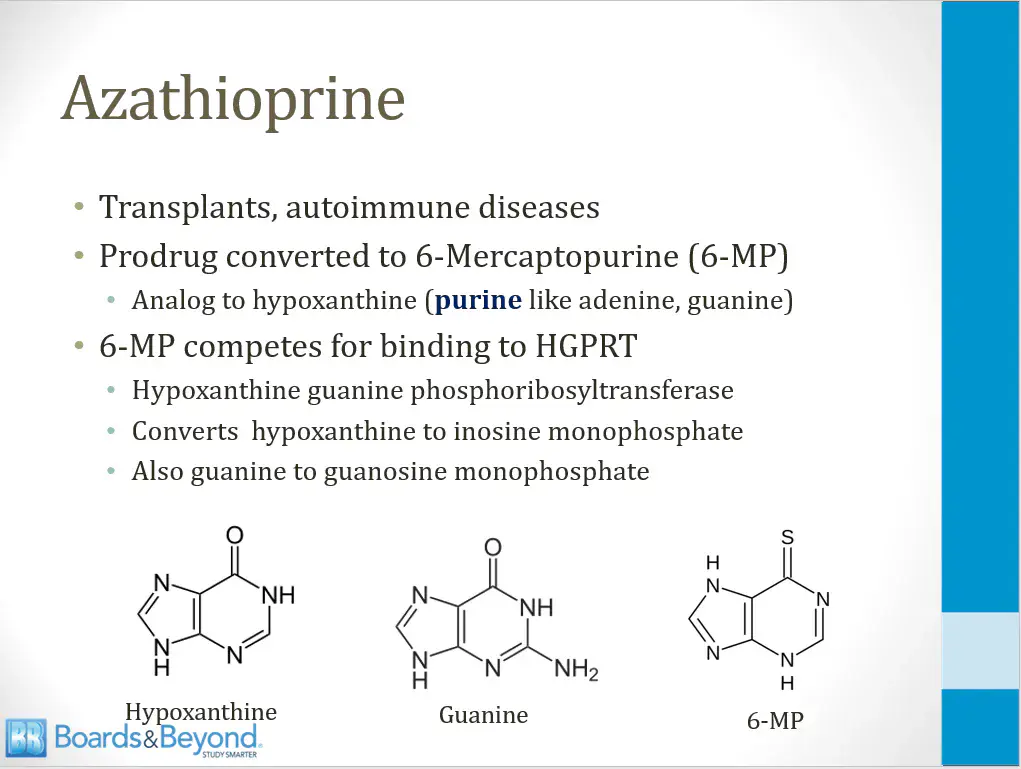 Azathioprine
• Transplants, autoimmune diseases
• Prodrug converted to 6-Mercaptopurine (6-MP)
• Analog to hypoxanthine (purine like adenine, guanine)
• 6-MP competes for binding to HGPRT
• Hypoxanthine guanine phosphoribosyltransferase
• Converts  hypoxanthine to inosine monophosphate
• Also guanine to guanosine monophosphate
O
N
NH
N
H
N
O
N
NH
N
H
N
NH2
S
H
N
N
N
N
H
Hypoxanthine
Guanine
6-MP
BB Boards&Beyond.
STUDY SMARTER